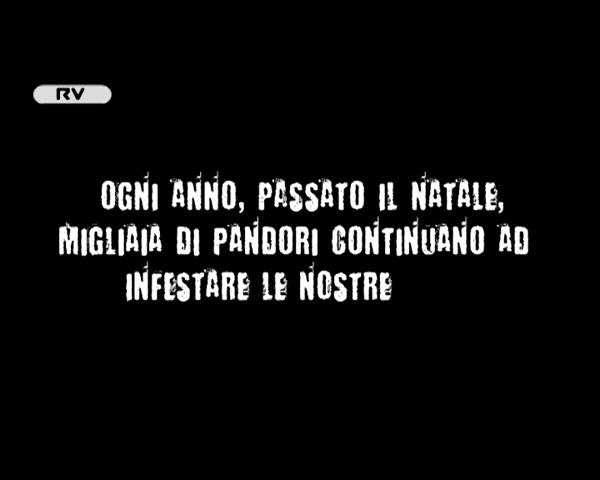 RV
OGNI ANNO, PASSATO IL NATALE,
MIGLIAIA DI PANDORI CONTINUANO AD
INFESTARE LE NOSTRE